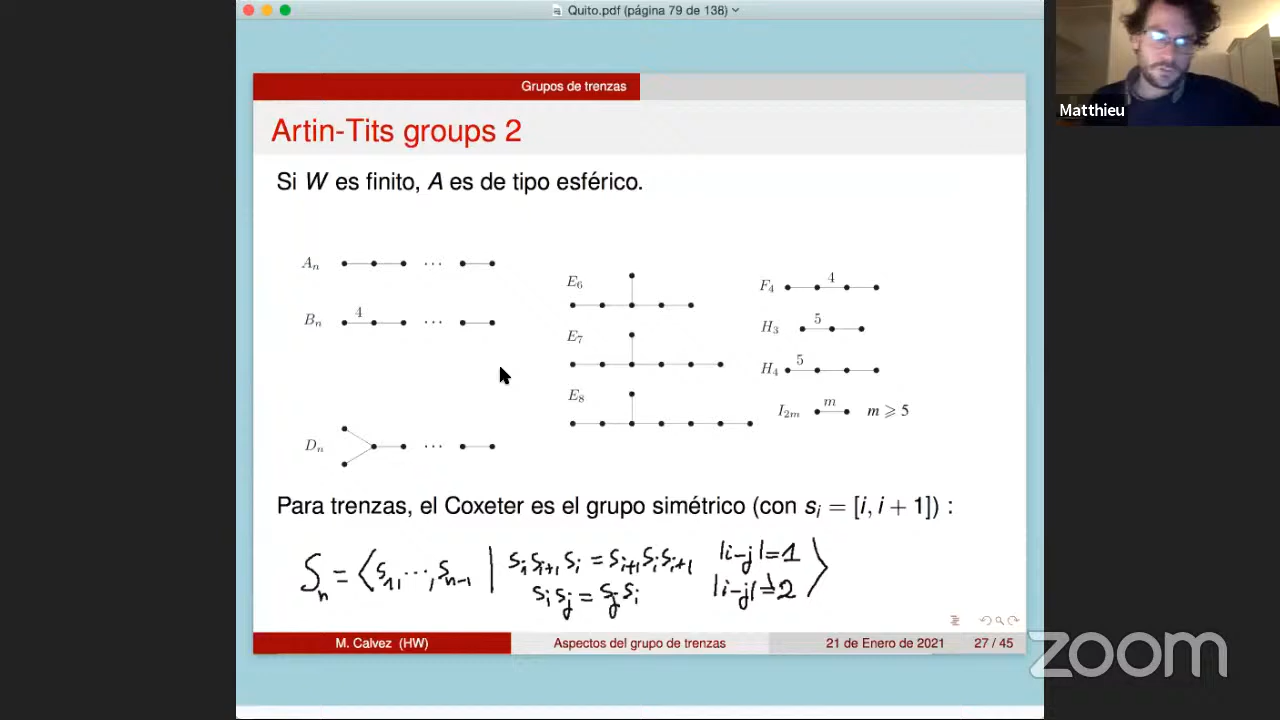 Quito.pdf (página 79 de 138)
Matthieu
Grupos de trenzas
Artin-Tits groups 2
Si W es finito, A es de tipo esférico.
A_n ...
B_n 4 ...
D_n ...
E_6
E_7
E_8
F_4 4
H_3 5
H_4 5
I_{2m} m m ⩾ 5
Para trenzas, el Coxeter es el grupo simétrico (con s_i = [i, i + 1]) :
S_n = ⟨ s_1, ..., s_{n-1} | s_i s_{i+1} s_i = s_{i+1} s_i s_{i+1} |i-j|=1
s_i s_j = s_j s_i |i-j|≥2 ⟩
M. Calvez (HW) Aspectos del grupo de trenzas 21 de Enero de 2021 27 / 45
zoom